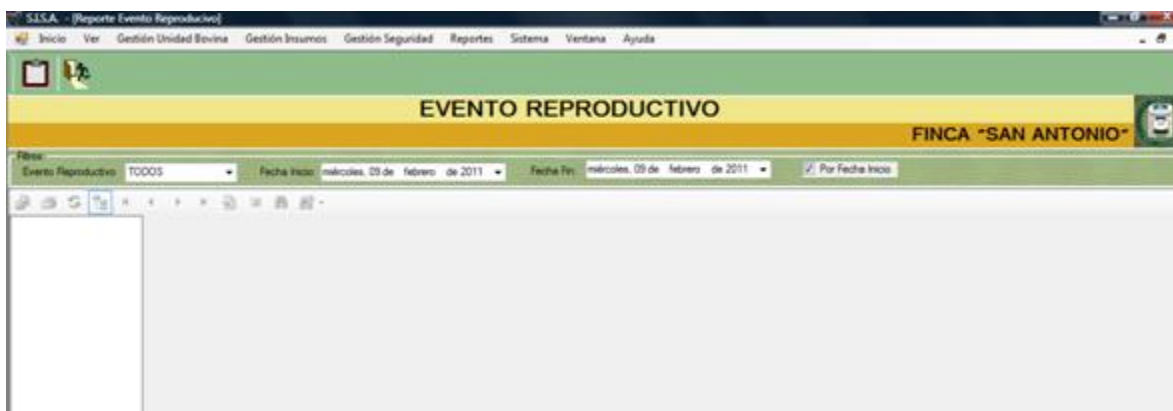 S.I.S.A. - [Reporte Evento Reproductivo]
Inicio Ver Gestión Unidad Bovina Gestión Insumos Gestión Seguridad Reportes Sistema Ventana Ayuda
EVENTO REPRODUCTIVO
FINCA "SAN ANTONIO"
Filtros:
Evento Reproductivo TODOS Fecha Inicio: miércoles, 09 de febrero de 2011 Fecha Fin: miércoles, 09 de febrero de 2011 Por Fecha Inicio